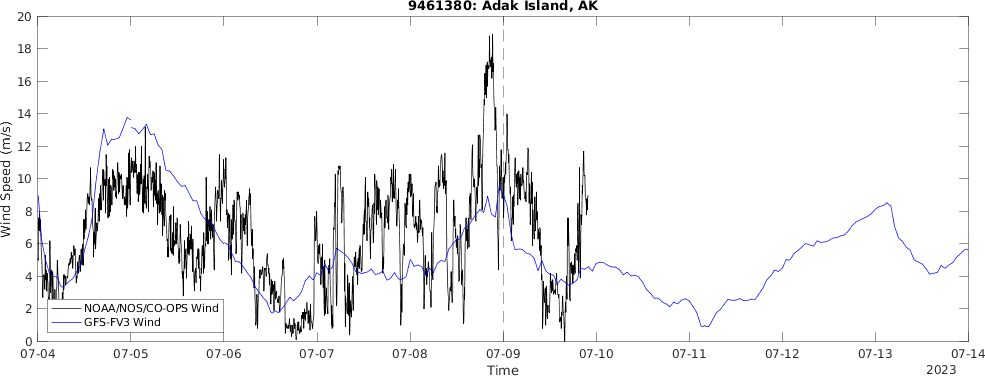 9461380: Adak Island, AK
Wind Speed (m/s)
20
18
16
14
12
10
8
6
4
2
0
NOAA/NOS/CO-OPS Wind
GFS-FV3 Wind
07-04 07-05 07-06 07-07 07-08 07-09 07-10 07-11 07-12 07-13 07-14
Time
2023